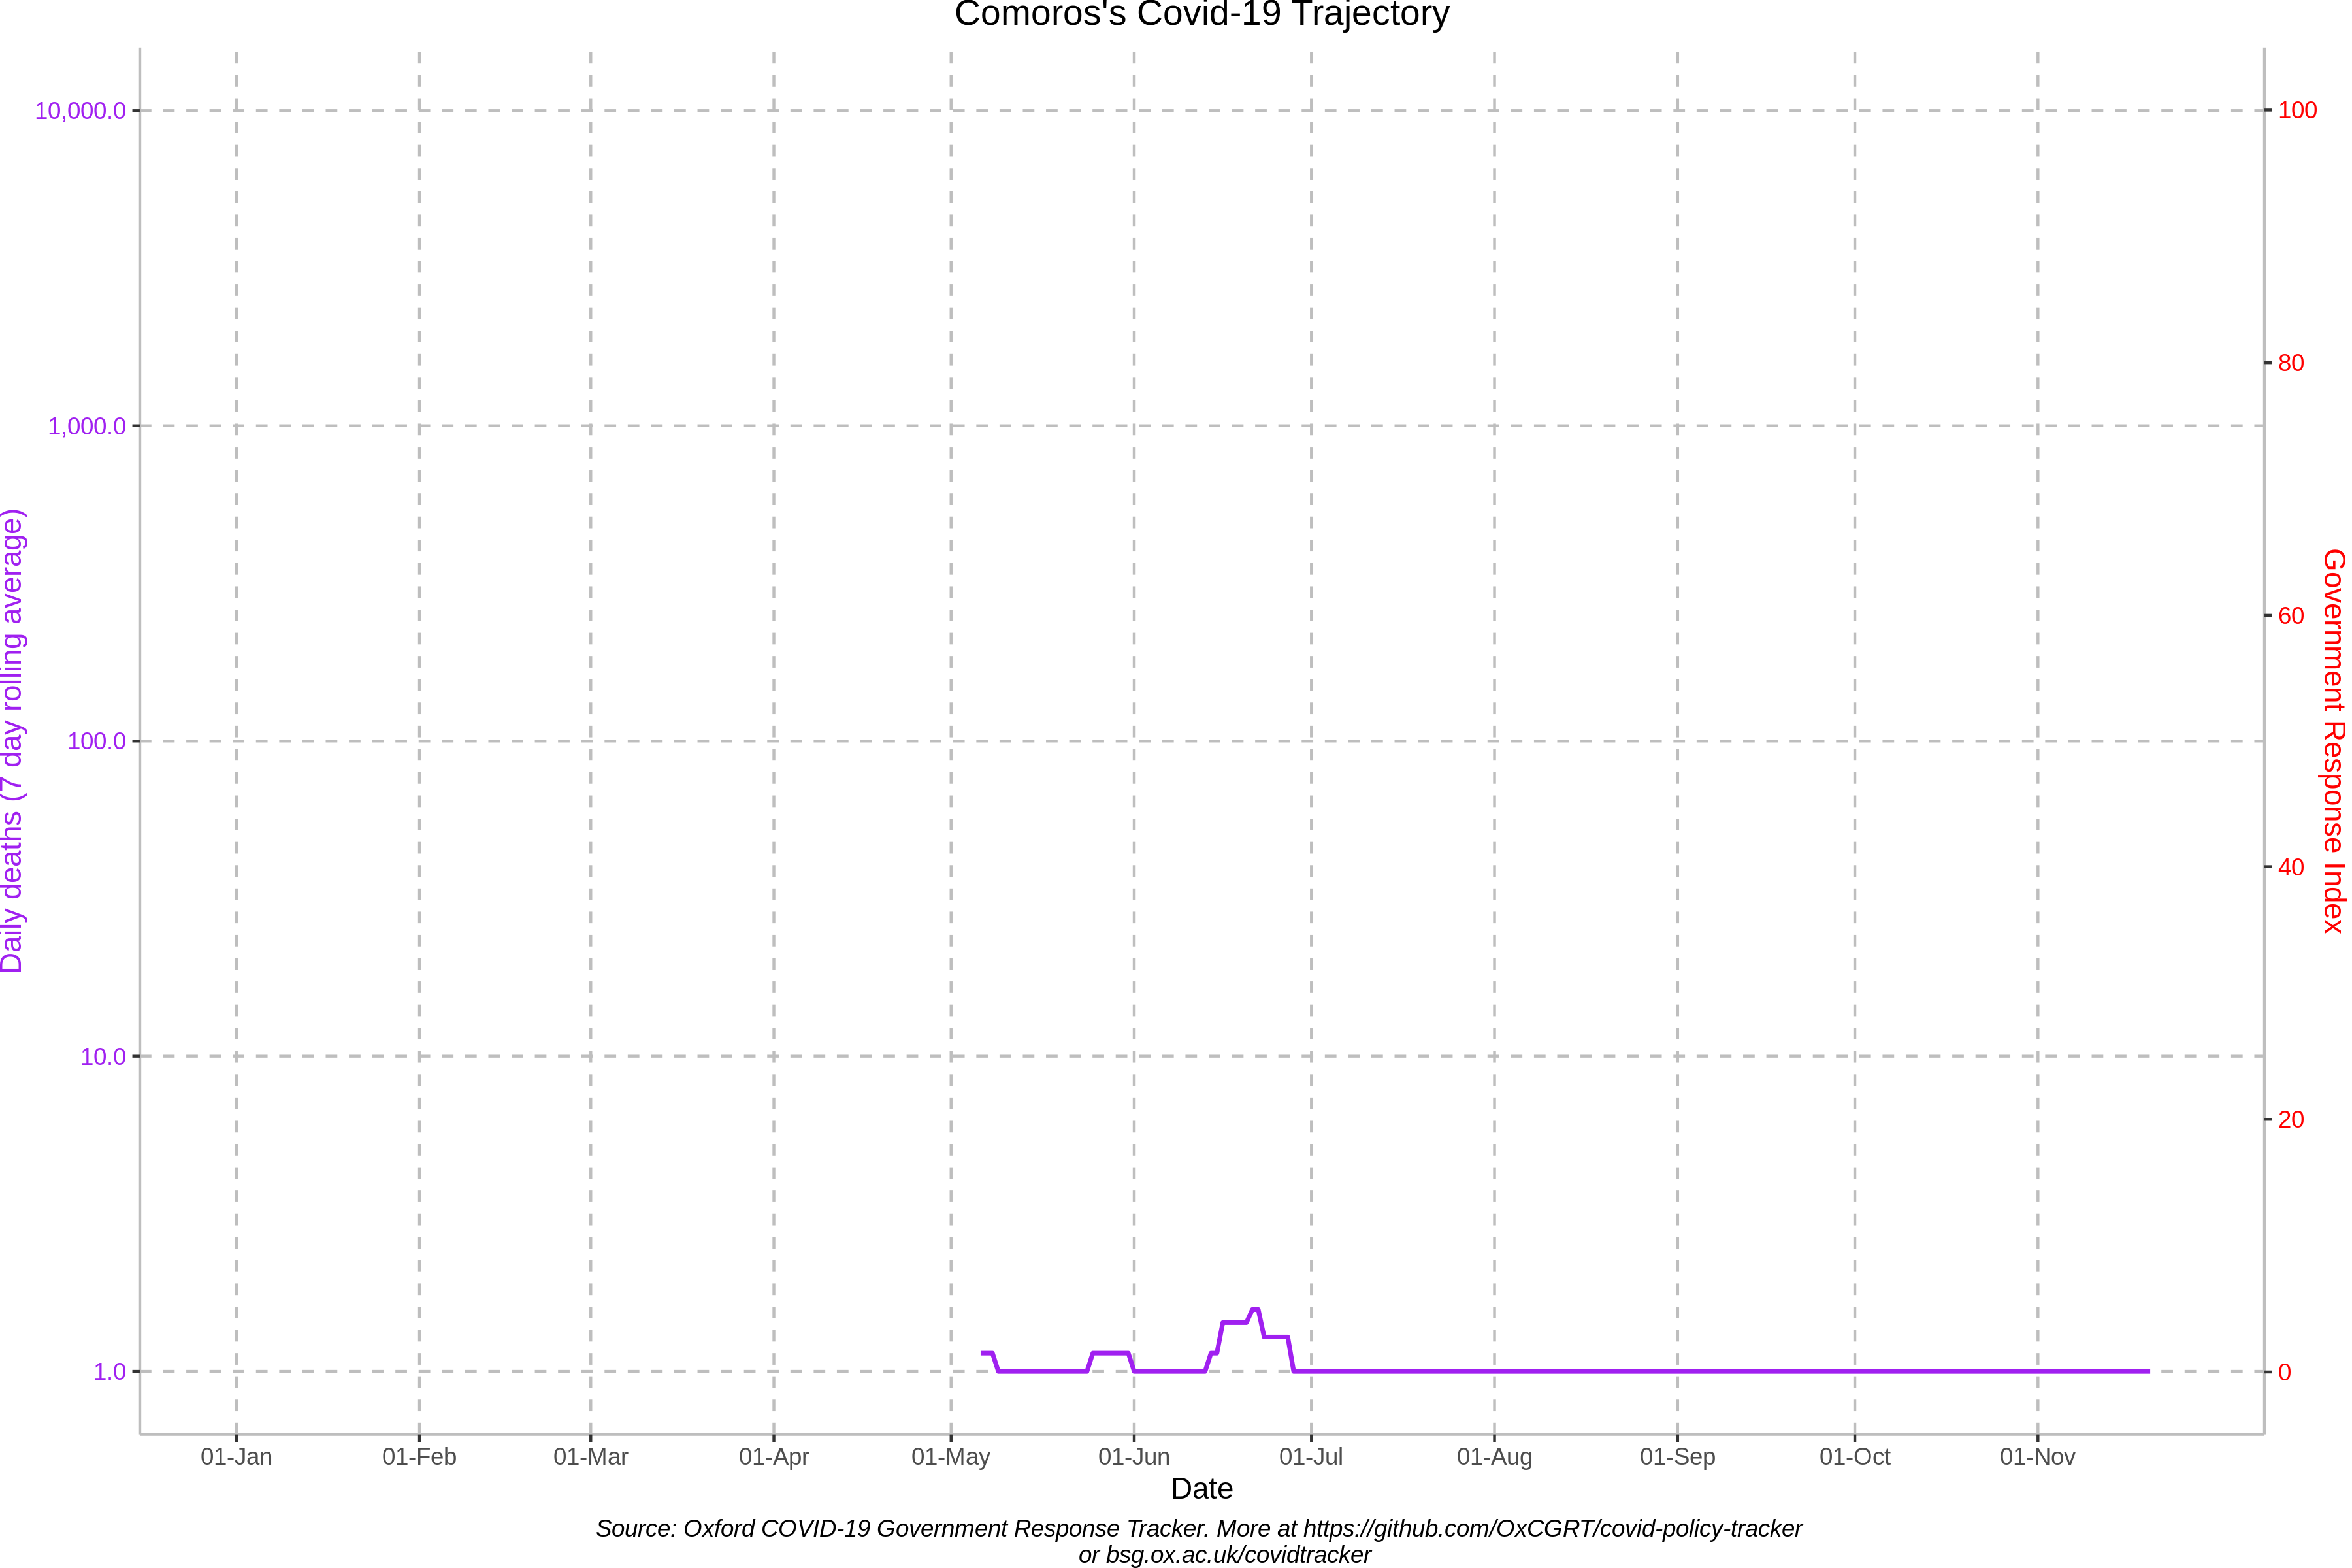 Comoros's Covid-19 Trajectory
Daily deaths (7 day rolling average)
10,000.0
1,000.0
100.0
10.0
1.0
100
80
60
40
20
0
Government Response Index
01-Jan 01-Feb 01-Mar 01-Apr 01-May 01-Jun 01-Jul 01-Aug 01-Sep 01-Oct 01-Nov
Date
Source: Oxford COVID-19 Government Response Tracker. More at https://github.com/OxCGRT/covid-policy-tracker
or bsg.ox.ac.uk/covidtracker